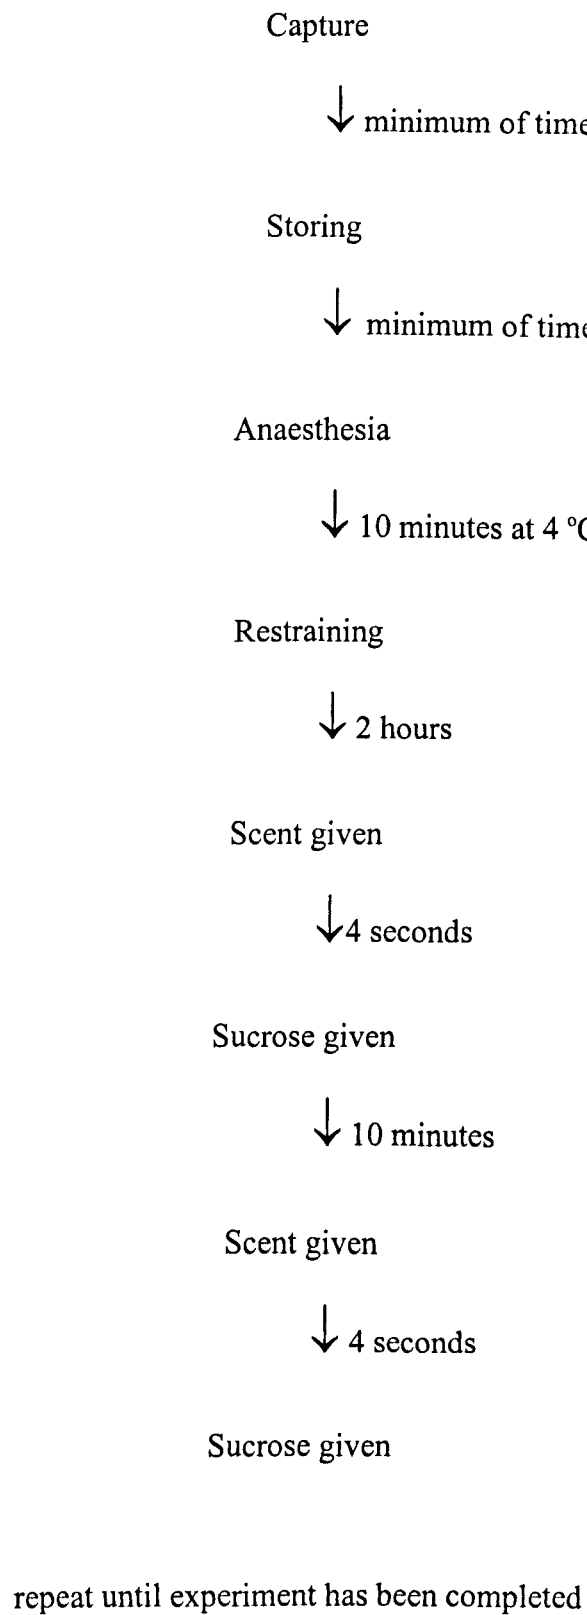 Capture
↓ minimum of time
Storing
↓ minimum of time
Anaesthesia
↓ 10 minutes at 4 °C
Restraining
↓ 2 hours
Scent given
↓ 4 seconds
Sucrose given
↓ 10 minutes
Scent given
↓ 4 seconds
Sucrose given
repeat until experiment has been completed